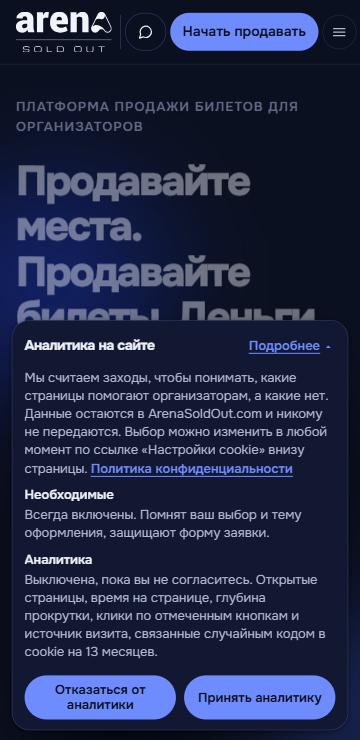 arena
SOLD OUT
Начать продавать
ПЛАТФОРМА ПРОДАЖИ БИЛЕТОВ ДЛЯ
ОРГАНИЗАТОРОВ
Продавайте
места.
Продавайте
билеты. Деньги
Аналитика на сайте
Подробнее
Мы считаем заходы, чтобы понимать, какие
страницы помогают организаторам, а какие нет.
Данные остаются в ArenaSoldOut.com и никому
не передаются. Выбор можно изменить в любой
момент по ссылке «Настройки cookie» внизу
страницы. Политика конфиденциальности
Необходимые
Всегда включены. Помнят ваш выбор и тему
оформления, защищают форму заявки.
Аналитика
Выключена, пока вы не согласитесь. Открытые
страницы, время на странице, глубина
прокрутки, клики по отмеченным кнопкам и
источник визита, связанные случайным кодом в
cookie на 13 месяцев.
Отказаться от
аналитики
Принять аналитику